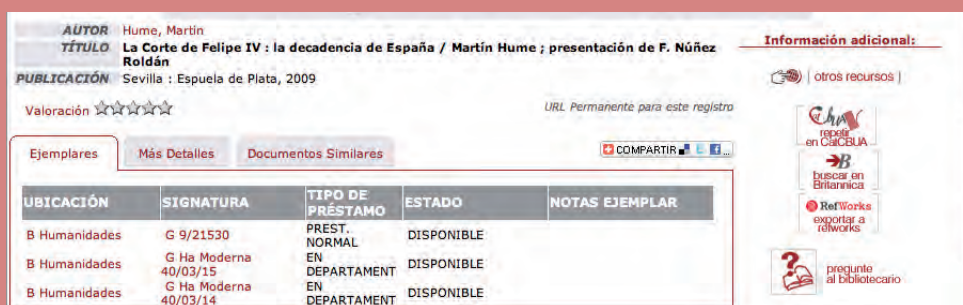 AUTOR Hume, Martin
TÍTULO La Corte de Felipe IV : la decadencia de España / Martín Hume ; presentación de F. Núñez
Roldán
PUBLICACIÓN Sevilla : Espuela de Plata, 2009
Valoración
URL Permanente para este registro
Ejemplares Más Detalles Documentos Similares
COMPARTIR ...
UBICACIÓN SIGNATURA TIPO DE PRÉSTAMO ESTADO NOTAS EJEMPLAR
B Humanidades G 9/21530 PREST. NORMAL DISPONIBLE
B Humanidades G Ha Moderna 40/03/15 EN DEPARTAMENT DISPONIBLE
B Humanidades G Ha Moderna 40/03/14 EN DEPARTAMENT DISPONIBLE
Información adicional:
| otros recursos |
repetir
en CatCBUA
buscar en
Britannica
RefWorks
exportar a
refworks
pregunte
al bibliotecario